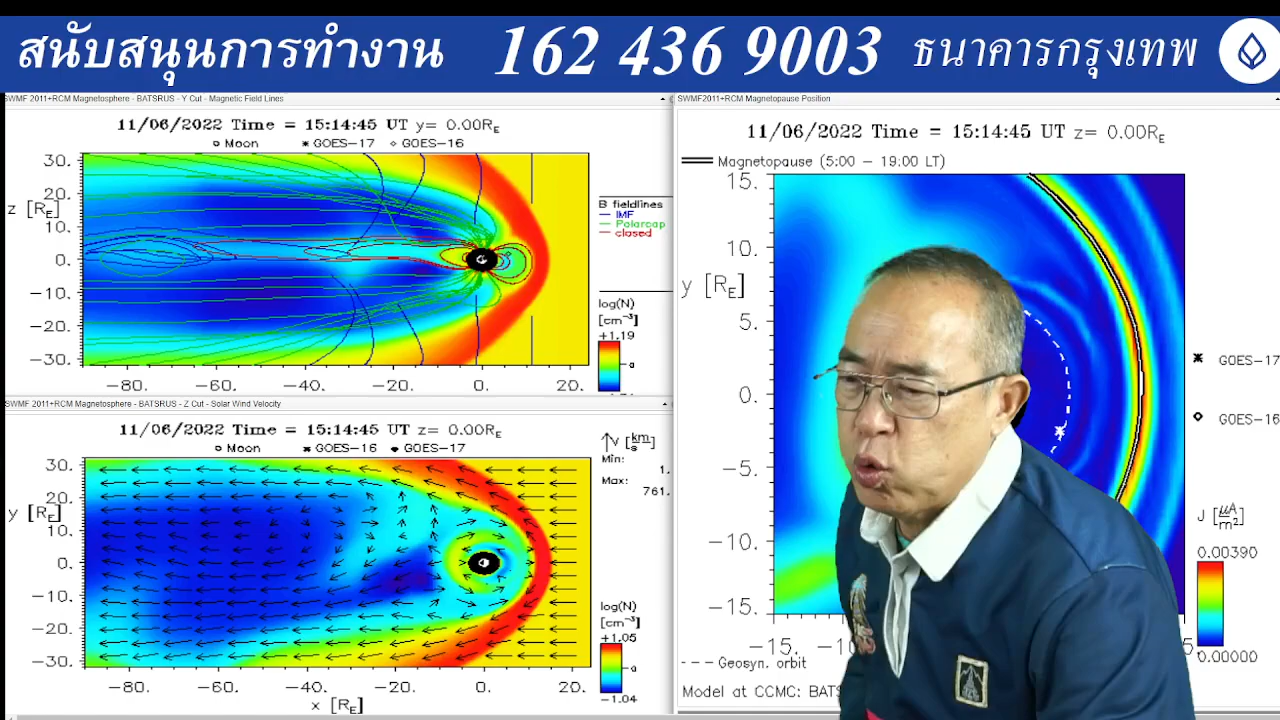 สนับสนุนการทำงาน 162 436 9003 ธนาคารกรุงเทพ
SWMF 2011+RCM Magnetosphere - BATSRUS - Y Cut - Magnetic Field Lines
11/06/2022 Time = 15:14:45 UT y= 0.00RE
Moon GOES-17 GOES-16
30.
20.
z [RE]
10.
0.
−10.
−20.
−30.
−80. −60. −40. −20. 0. 20.
B fieldlines
IMF
Polarcap
closed
log(N)
[cm⁻³]
+1.19
SWMF 2011+RCM Magnetosphere - BATSRUS - Z Cut - Solar Wind Velocity
11/06/2022 Time = 15:14:45 UT z= 0.00RE
Moon GOES-16 GOES-17
30.
20.
y [RE]
10.
0.
−10.
−20.
−30.
−80. −60. −40. −20. 0. 20.
x [RE]
V [km/s]
Min:
1.
Max:
761.
log(N)
[cm⁻³]
+1.05
−1.04
SWMF2011+RCM Magnetopause Position
11/06/2022 Time = 15:14:45 UT z= 0.00RE
Magnetopause (5:00 − 19:00 LT)
15.
10.
y [RE]
5.
0.
−5.
−10.
−15.
−15. −10
GOES-17
GOES-16
J [μA/m²]
0.00390
0.00000
Geosyn. orbit
Model at CCMC: BATS